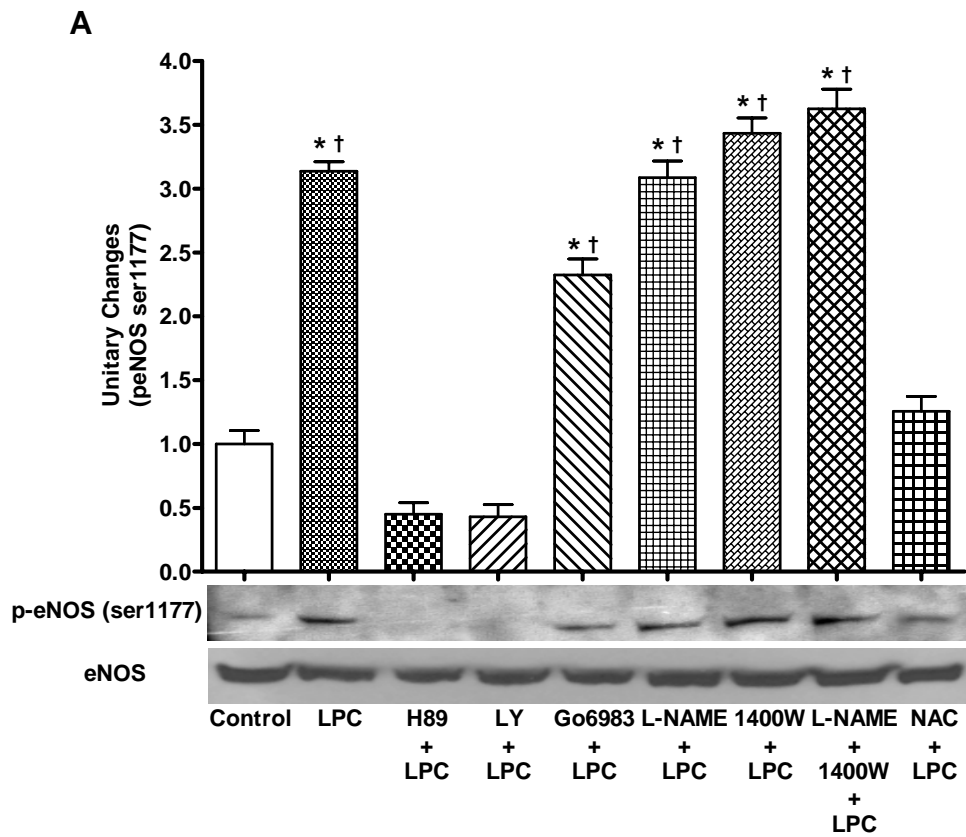 A
4.0
3.5
3.0
2.5
2.0
1.5
1.0
0.5
0.0
Unitary Changes
(peNOS ser1177)
* †
* †
* †
* †
* †
p-eNOS (ser1177)
eNOS
Control LPC H89 LY Go6983 L-NAME 1400W L-NAME NAC
+ + + + + + +
LPC LPC LPC LPC LPC 1400W LPC
+
LPC